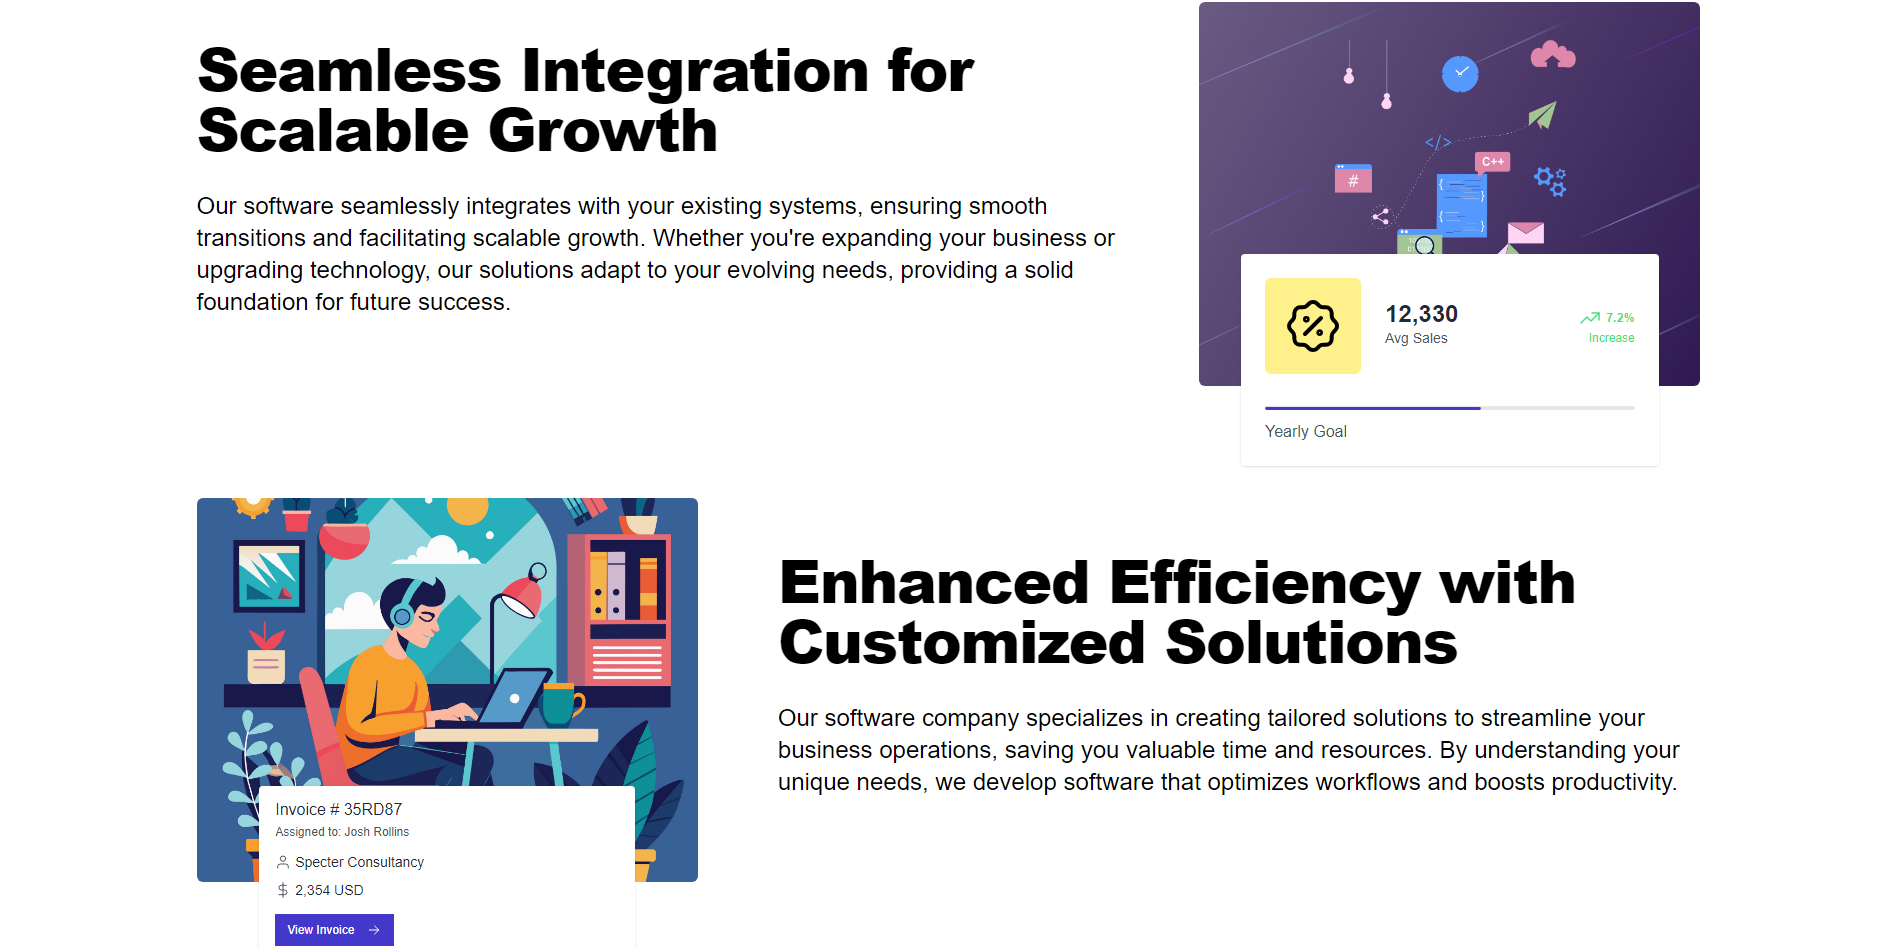 Seamless Integration for
Scalable Growth
Our software seamlessly integrates with your existing systems, ensuring smooth
transitions and facilitating scalable growth. Whether you're expanding your business or
upgrading technology, our solutions adapt to your evolving needs, providing a solid
foundation for future success.
</>
C++
#
12,330
Avg Sales
7.2%
Increase
Yearly Goal
Enhanced Efficiency with
Customized Solutions
Our software company specializes in creating tailored solutions to streamline your
business operations, saving you valuable time and resources. By understanding your
unique needs, we develop software that optimizes workflows and boosts productivity.
Invoice # 35RD87
Assigned to: Josh Rollins
Specter Consultancy
2,354 USD
View Invoice